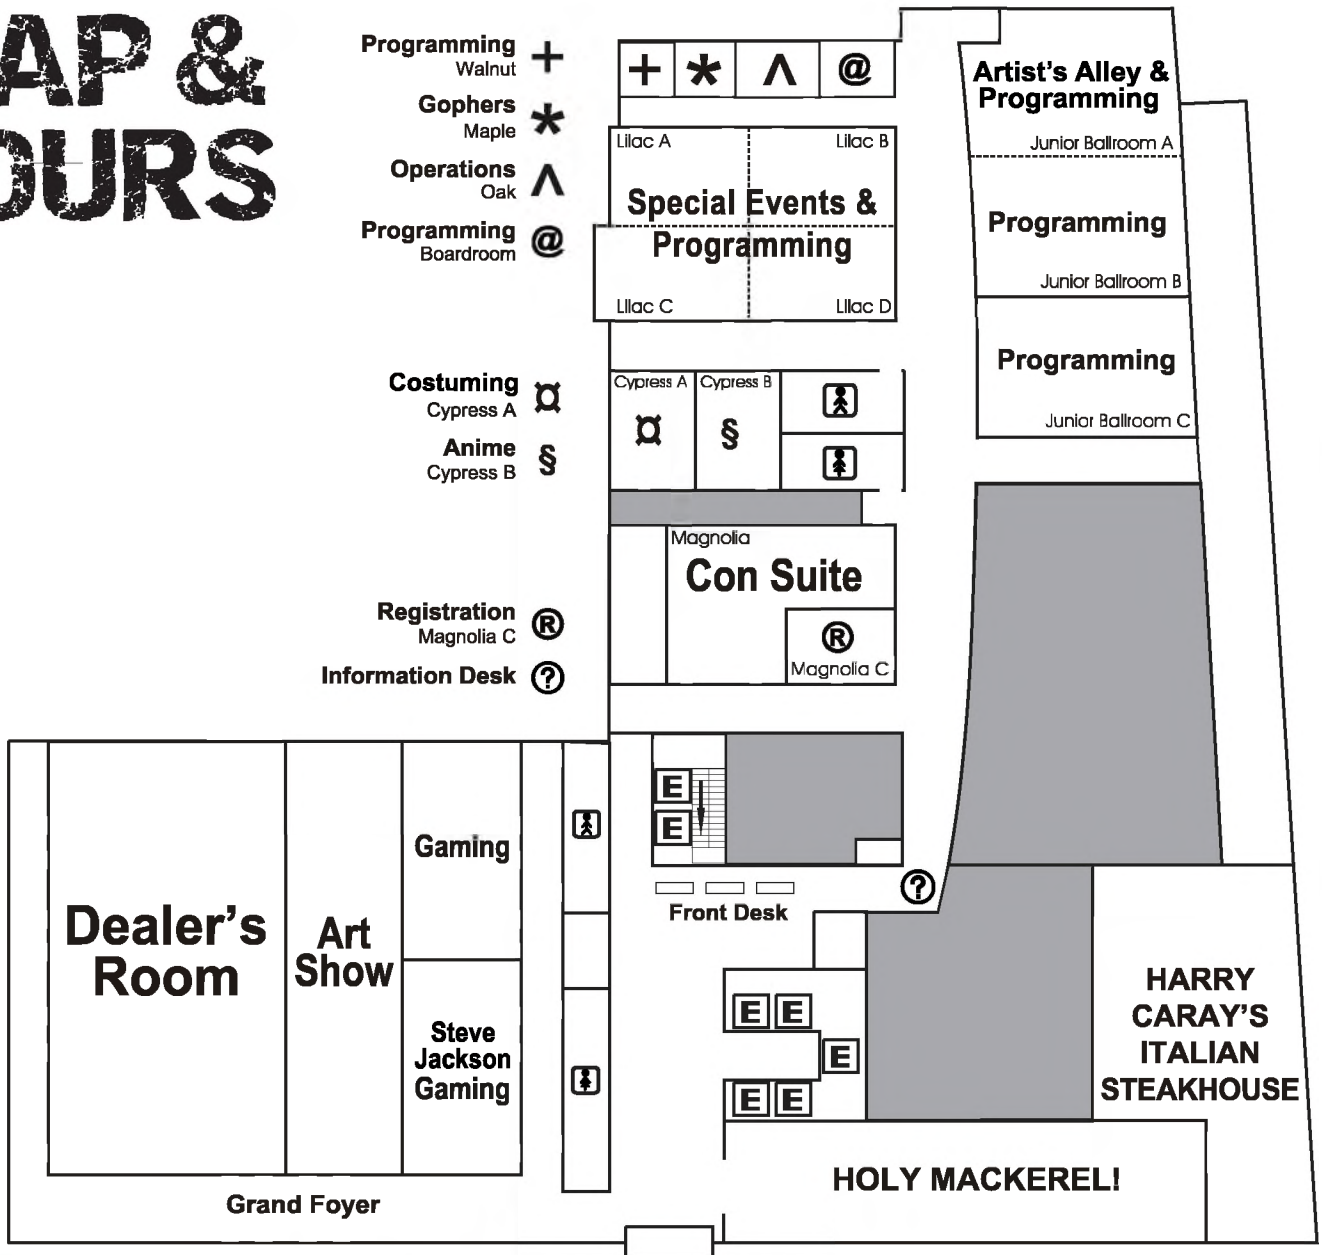 AP &
OURS
Programming
Walnut
+
Gophers
Maple
*
Operations
Oak
Λ
Programming
Boardroom
@
Costuming
Cypress A
¤
Anime
Cypress B
§
Registration
Magnolia C
®
Information Desk
?
+ * Λ @
Lilac A Lilac B
Special Events &
Programming
Lilac C Lilac D
Cypress A Cypress B
¤ §
Magnolia
Con Suite
®
Magnolia C
Artist's Alley &
Programming
Junior Ballroom A
Programming
Junior Ballroom B
Programming
Junior Ballroom C
E
E
?
Front Desk
E E
E
E E
Dealer's
Room
Art
Show
Gaming
Steve
Jackson
Gaming
Grand Foyer
HARRY
CARAY'S
ITALIAN
STEAKHOUSE
HOLY MACKEREL!